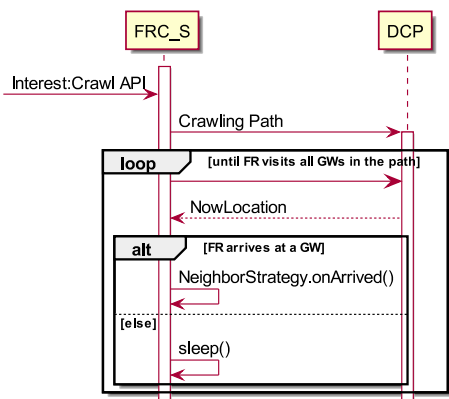 FRC_S
DCP
Interest:Crawl API
Crawling Path
loop
[until FR visits all GWs in the path]
NowLocation
alt
[FR arrives at a GW]
NeighborStrategy.onArrived()
[else]
sleep()